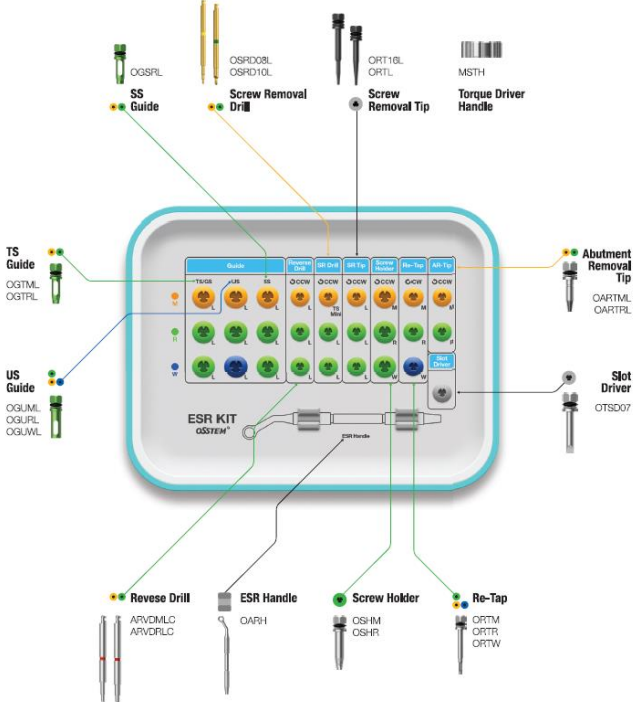 OGSRL
SS
Guide
OSRD08L
OSRD10L
Screw Removal
Drill
ORT16L
ORTL
Screw
Removal Tip
MSTH
Torque Driver
Handle
TS
Guide
OGTML
OGTRL
US
Guide
OGUML
OGURL
OGUWL
Abutment
Removal
Tip
OARTML
OARTRL
Slot
Driver
OTSD07
Guide
Reverse
Drill
SR Drill
SR Tip
Screw
Holder
Re-Tap
AR-Tip
TS/GS
US
SS
CCW
CCW
CCW
CCW
CW
CCW
M
L
L
L
L
TS
Mini
L
M
M
M
R
L
L
L
L
L
L
R
R
R
W
L
L
L
L
L
L
W
W
Slot
Driver
ESR KIT
OSSTEM
ESR Handle
Revese Drill
ARVDMLC
ARVDRLC
ESR Handle
OARH
Screw Holder
OSHM
OSHR
Re-Tap
ORTM
ORTR
ORTW